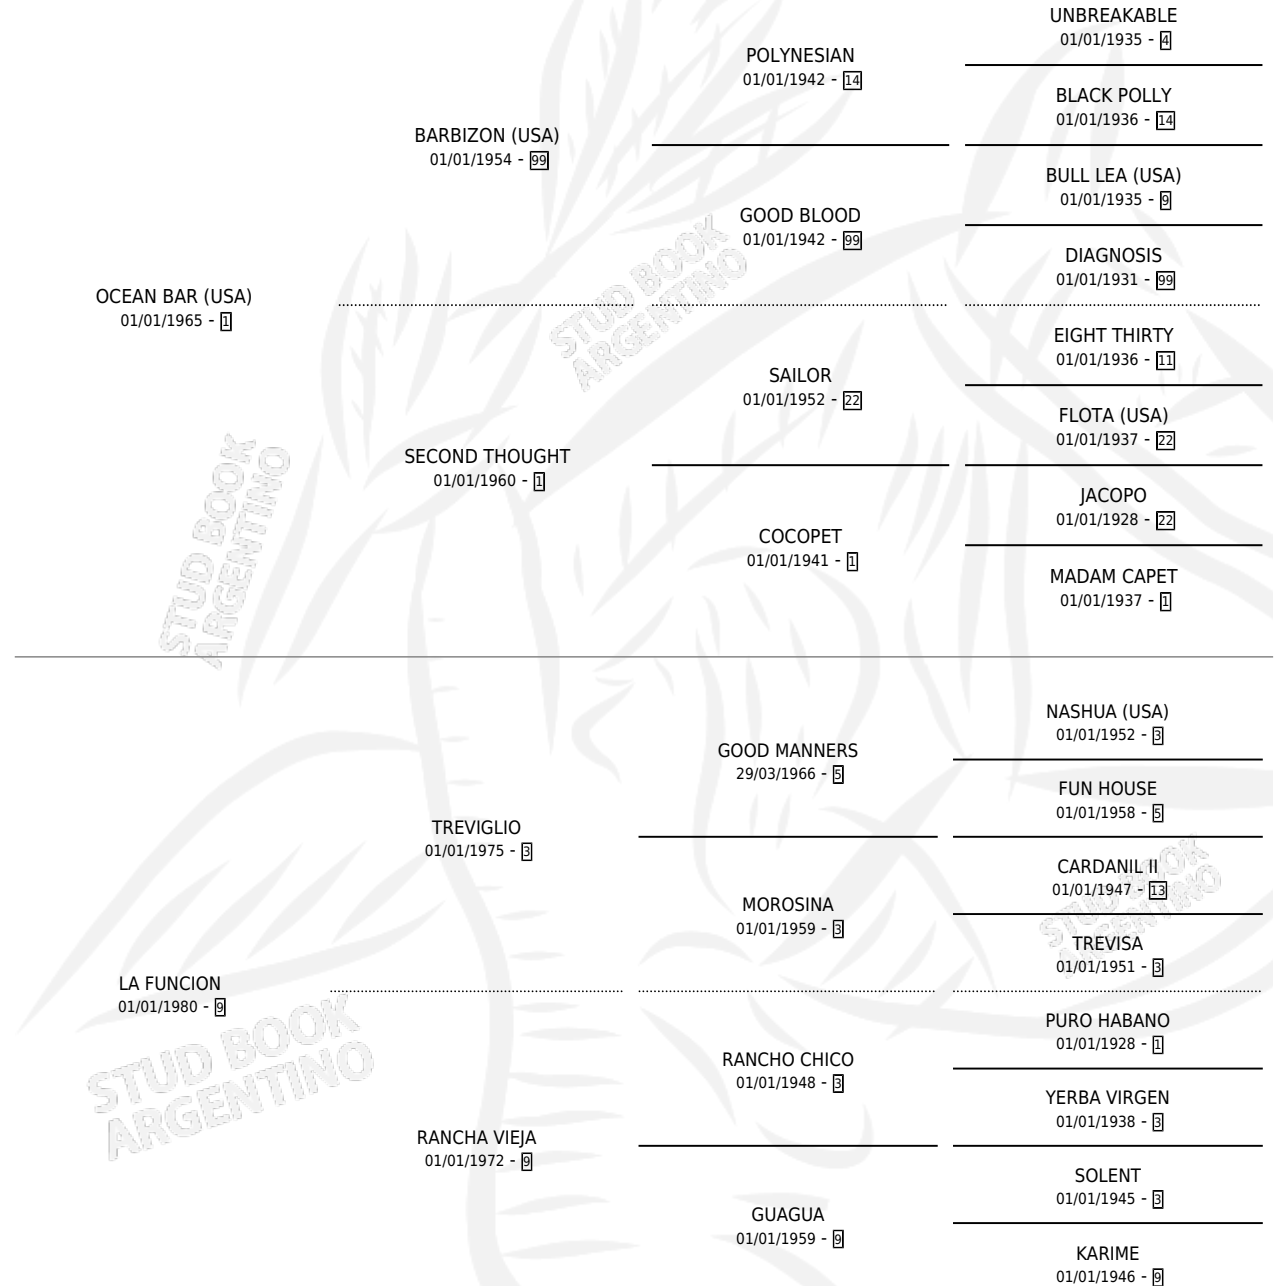 UNBREAKABLE
01/01/1935 - 4
POLYNESIAN
01/01/1942 - 14
BLACK POLLY
01/01/1936 - 14
BARBIZON (USA)
01/01/1954 - 99
BULL LEA (USA)
01/01/1935 - 9
GOOD BLOOD
01/01/1942 - 99
DIAGNOSIS
01/01/1931 - 99
OCEAN BAR (USA)
01/01/1965 - 1
EIGHT THIRTY
01/01/1936 - 11
SAILOR
01/01/1952 - 22
FLOTA (USA)
01/01/1937 - 22
SECOND THOUGHT
01/01/1960 - 1
JACOPO
01/01/1928 - 22
COCOPET
01/01/1941 - 1
MADAM CAPET
01/01/1937 - 1
NASHUA (USA)
01/01/1952 - 3
GOOD MANNERS
29/03/1966 - 5
FUN HOUSE
01/01/1958 - 5
TREVIGLIO
01/01/1975 - 3
CARDANIL II
01/01/1947 - 13
MOROSINA
01/01/1959 - 3
TREVISA
01/01/1951 - 3
LA FUNCION
01/01/1980 - 9
PURO HABANO
01/01/1928 - 1
RANCHO CHICO
01/01/1948 - 3
YERBA VIRGEN
01/01/1938 - 3
RANCHA VIEJA
01/01/1972 - 9
SOLENT
01/01/1945 - 3
GUAGUA
01/01/1959 - 9
KARIME
01/01/1946 - 9
STUD BOOK
ARGENTINO
STUD BOOK
ARGENTINO
STUD BOOK
ARGENTINO
STUD BOOK
ARGENTINO